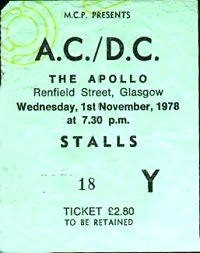 M.C.P. PRESENTS
A.C./D.C.
THE APOLLO
Renfield Street, Glasgow
Wednesday, 1st November, 1978
at 7.30 p.m.
STALLS
18 Y
TICKET £2.80
TO BE RETAINED